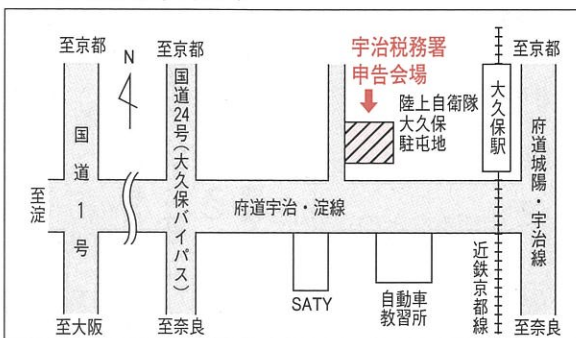 至京都
N
至京都
宇治税務署
申告会場
至京都
国道1号
国道24号(大久保バイパス)
陸上自衛隊
大久保
駐屯地
大久保駅
府道城陽・宇治線
至淀
府道宇治・淀線
SATY
自動車
教習所
近鉄京都線
至大阪
至奈良
至奈良